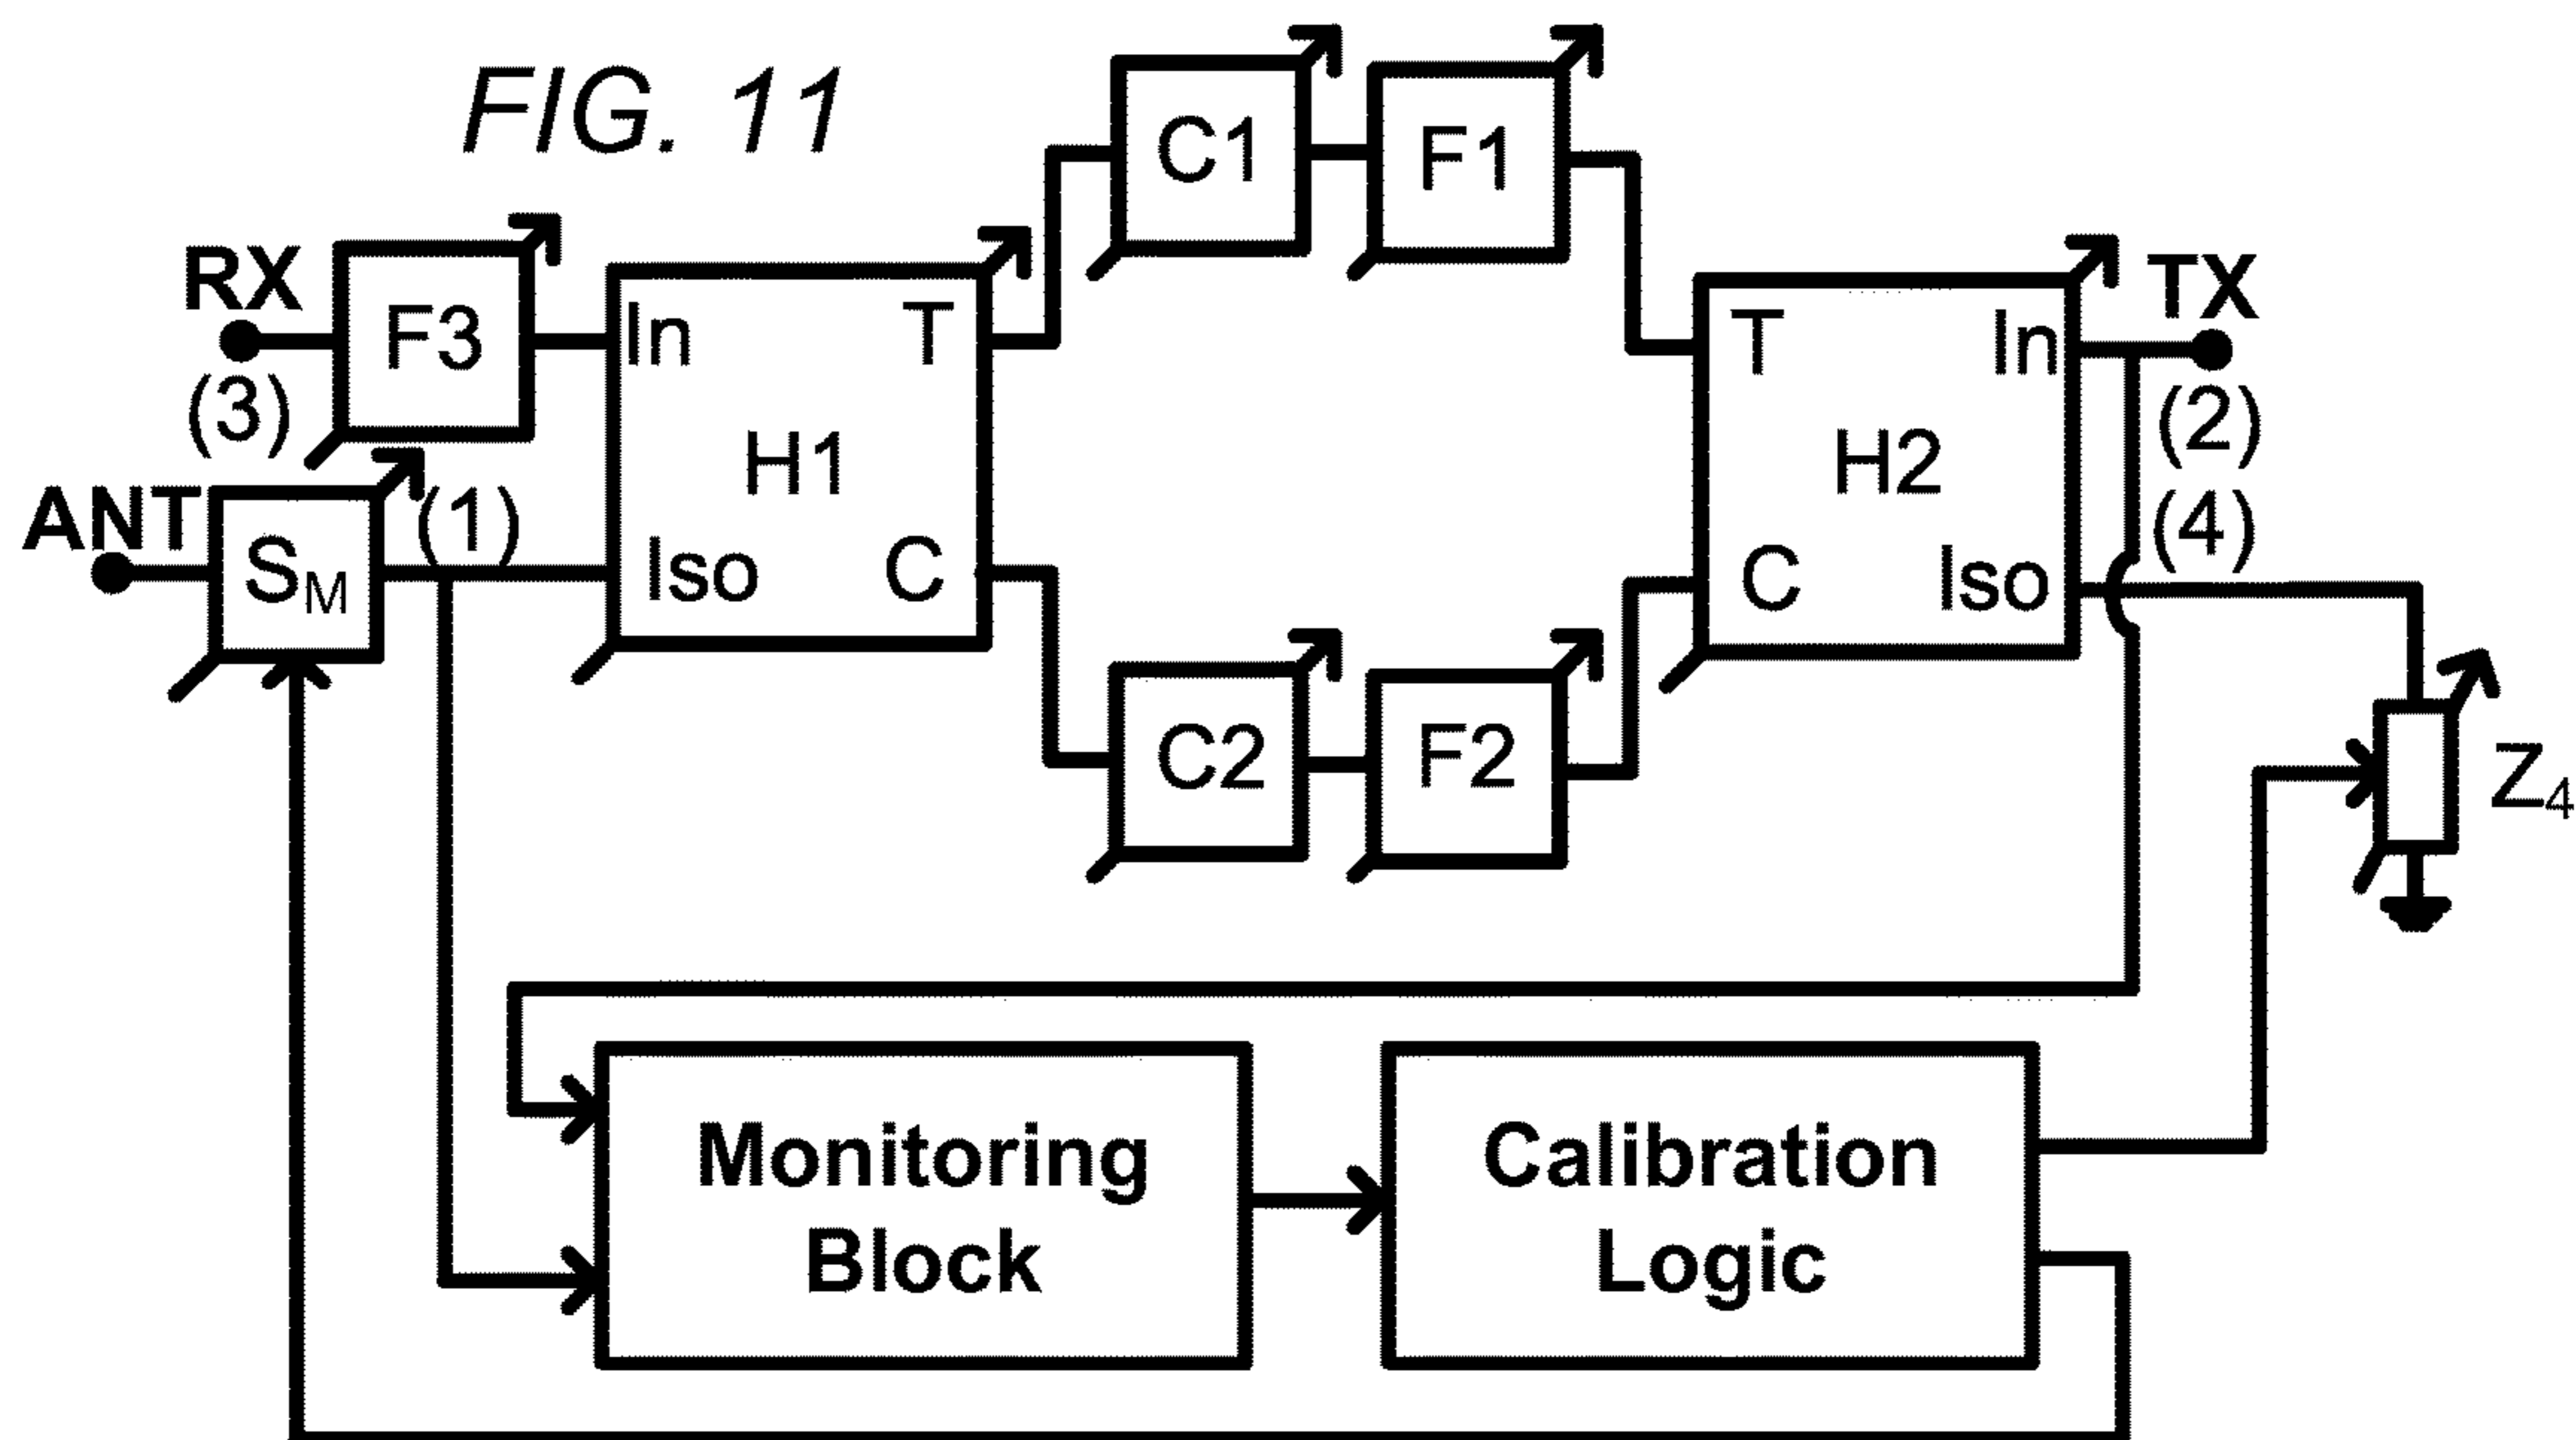 FIG. 11
C1
F1
RX
F3
In
T
H1
T
In
TX
H2
(3)
(2)
ANT
SM
(1)
Iso
C
C
Iso
(4)
C2
F2
Z4
Monitoring
Block
Calibration
Logic